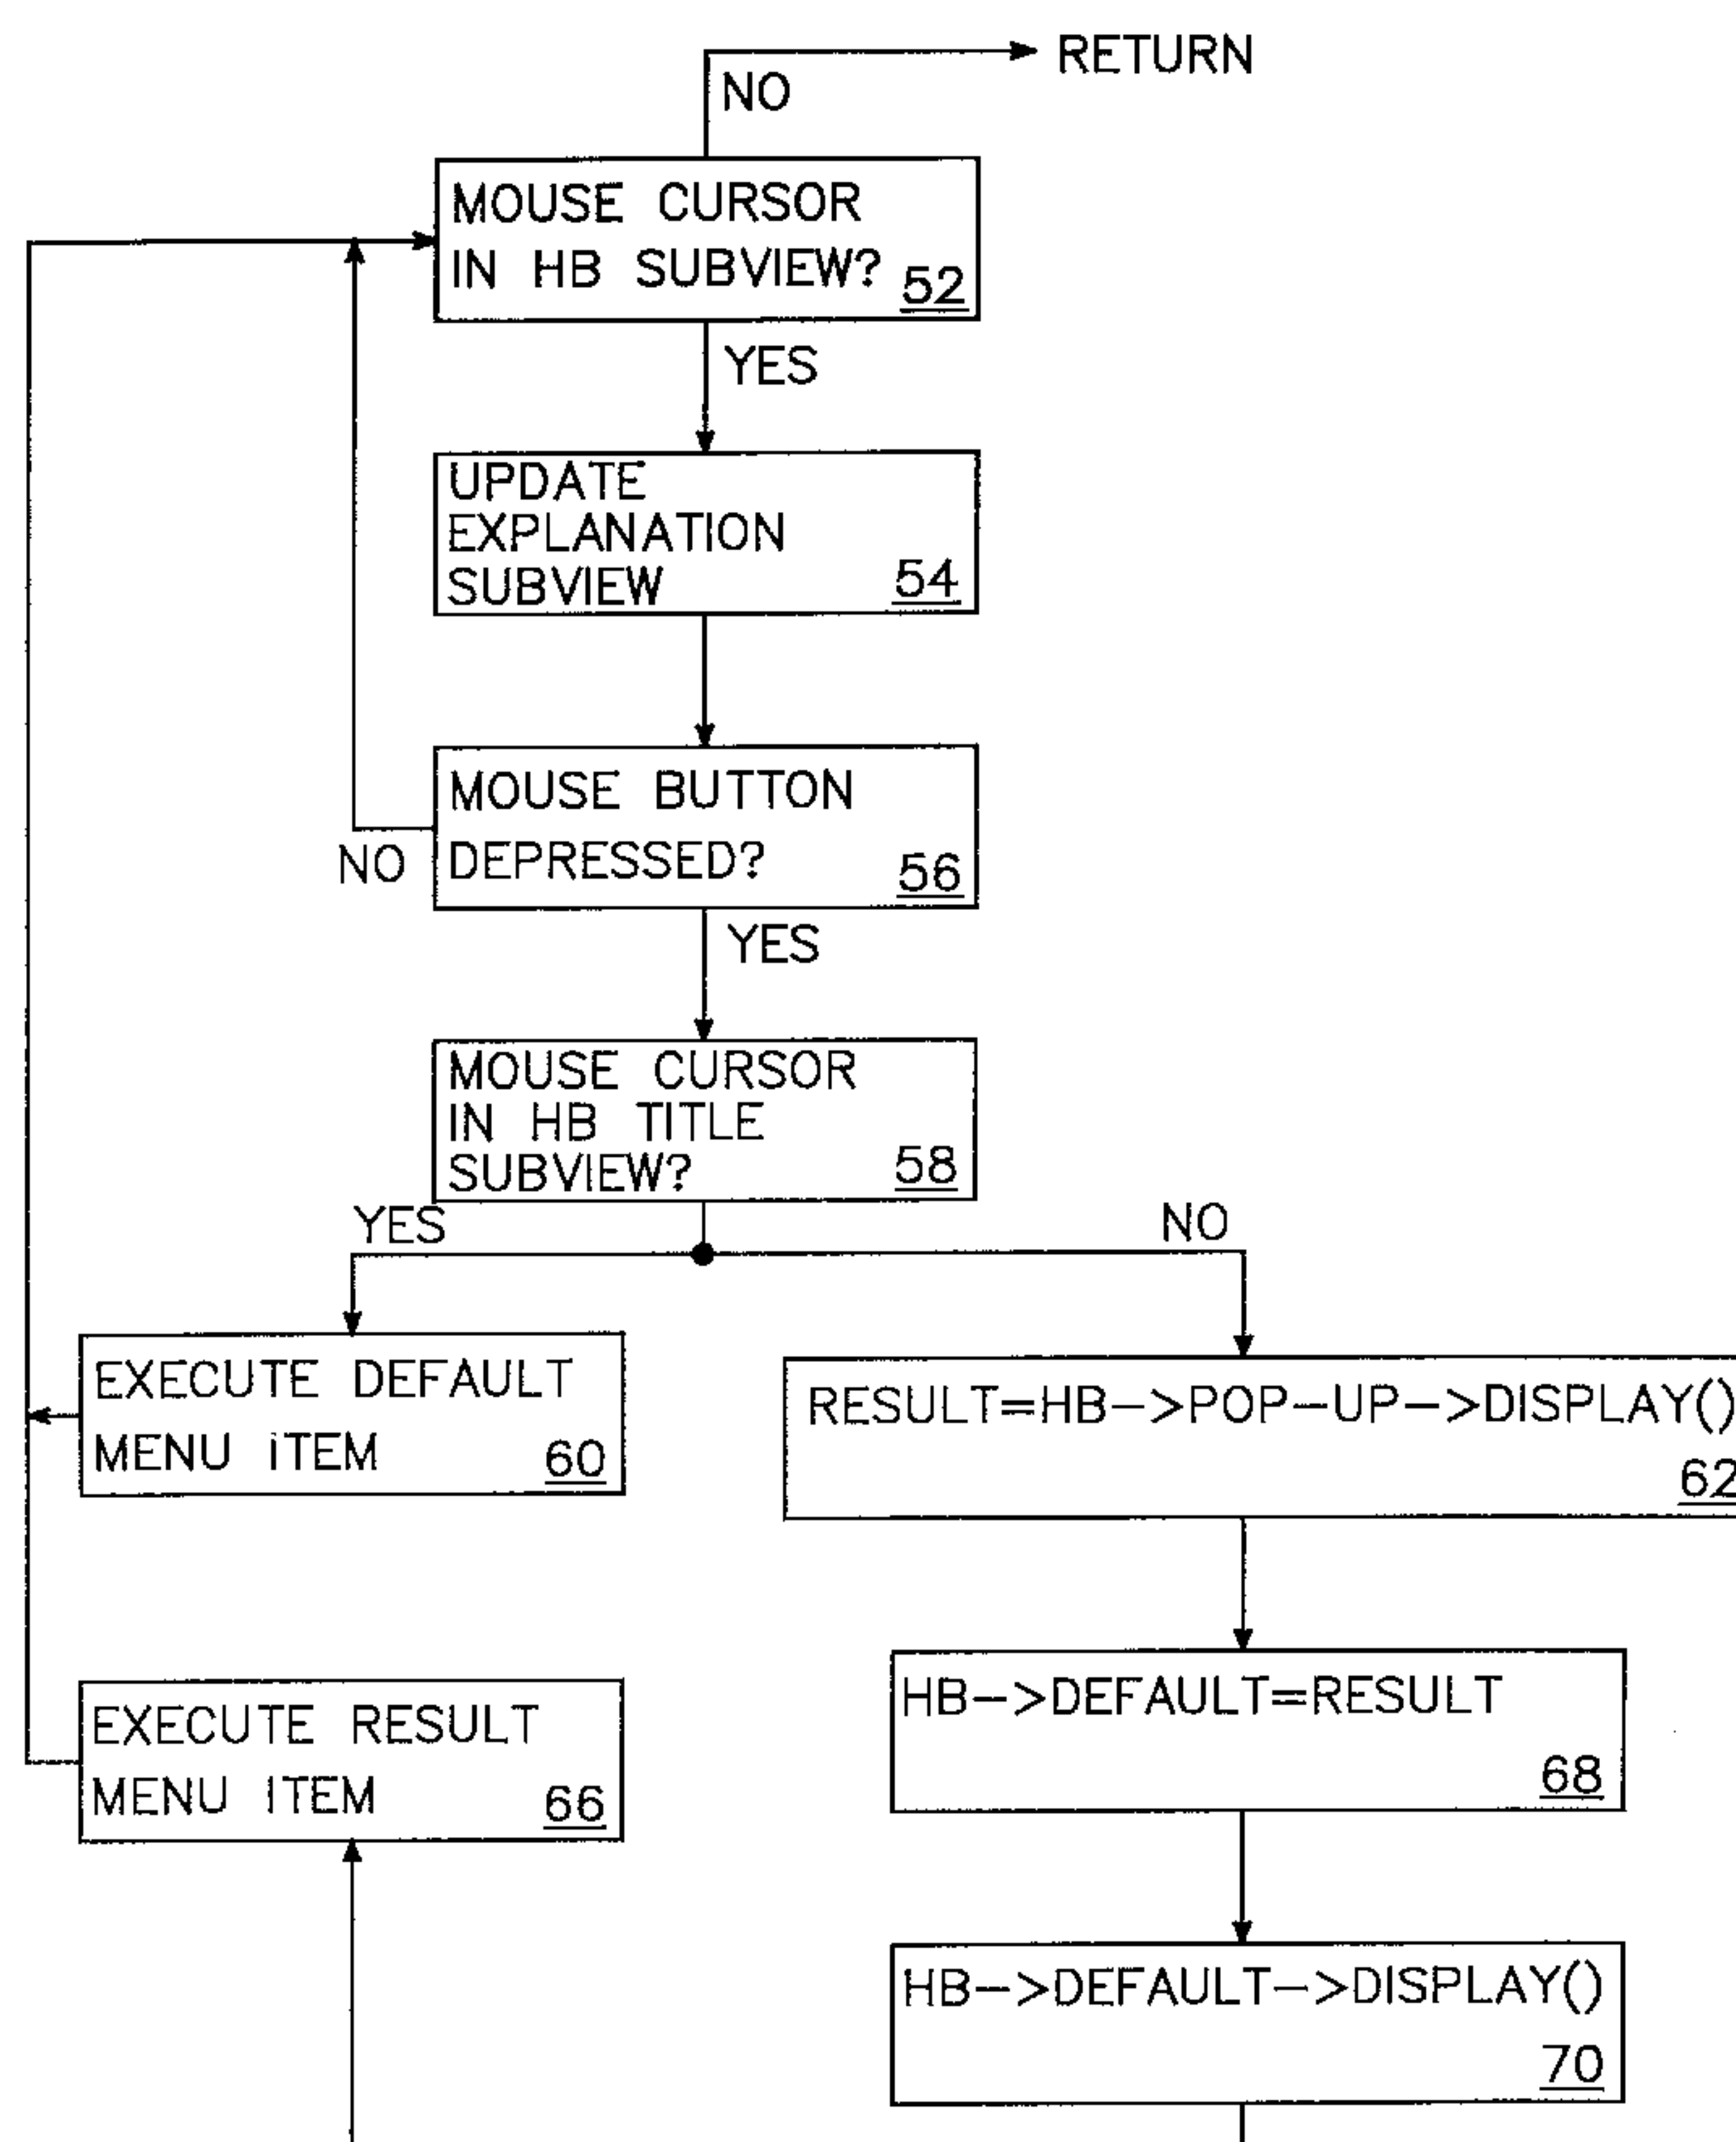 RETURN
NO
MOUSE CURSOR
IN HB SUBVIEW?
52
YES
UPDATE
EXPLANATION
SUBVIEW
54
MOUSE BUTTON
DEPRESSED?
56
NO
YES
MOUSE CURSOR
IN HB TITLE
SUBVIEW?
58
YES
NO
EXECUTE DEFAULT
MENU ITEM
60
RESULT=HB->POP-UP->DISPLAY()
62
HB->DEFAULT=RESULT
68
EXECUTE RESULT
MENU ITEM
66
HB->DEFAULT->DISPLAY()
70